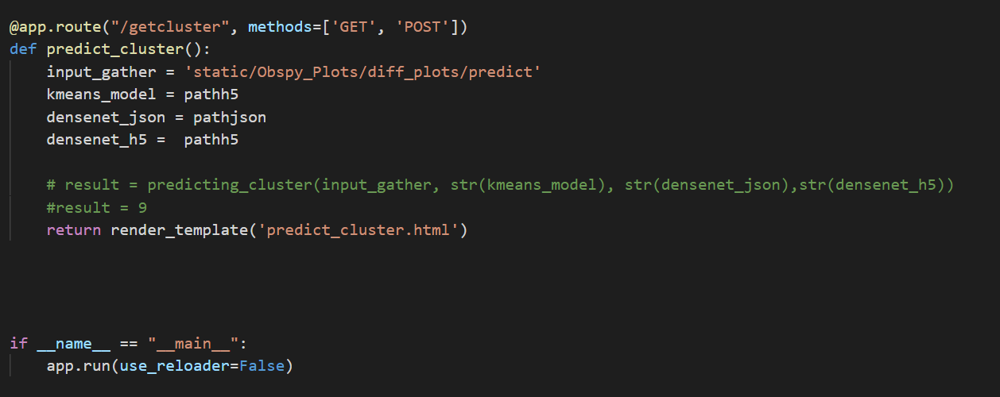 @app.route("/getcluster", methods=['GET', 'POST'])
def predict_cluster():
    input_gather = 'static/Obspy_Plots/diff_plots/predict'
    kmeans_model = pathh5
    densenet_json = pathjson
    densenet_h5 =  pathh5
    # result = predicting_cluster(input_gather, str(kmeans_model), str(densenet_json),str(densenet_h5))
    #result = 9
    return render_template('predict_cluster.html')
if __name__ == "__main__":
    app.run(use_reloader=False)